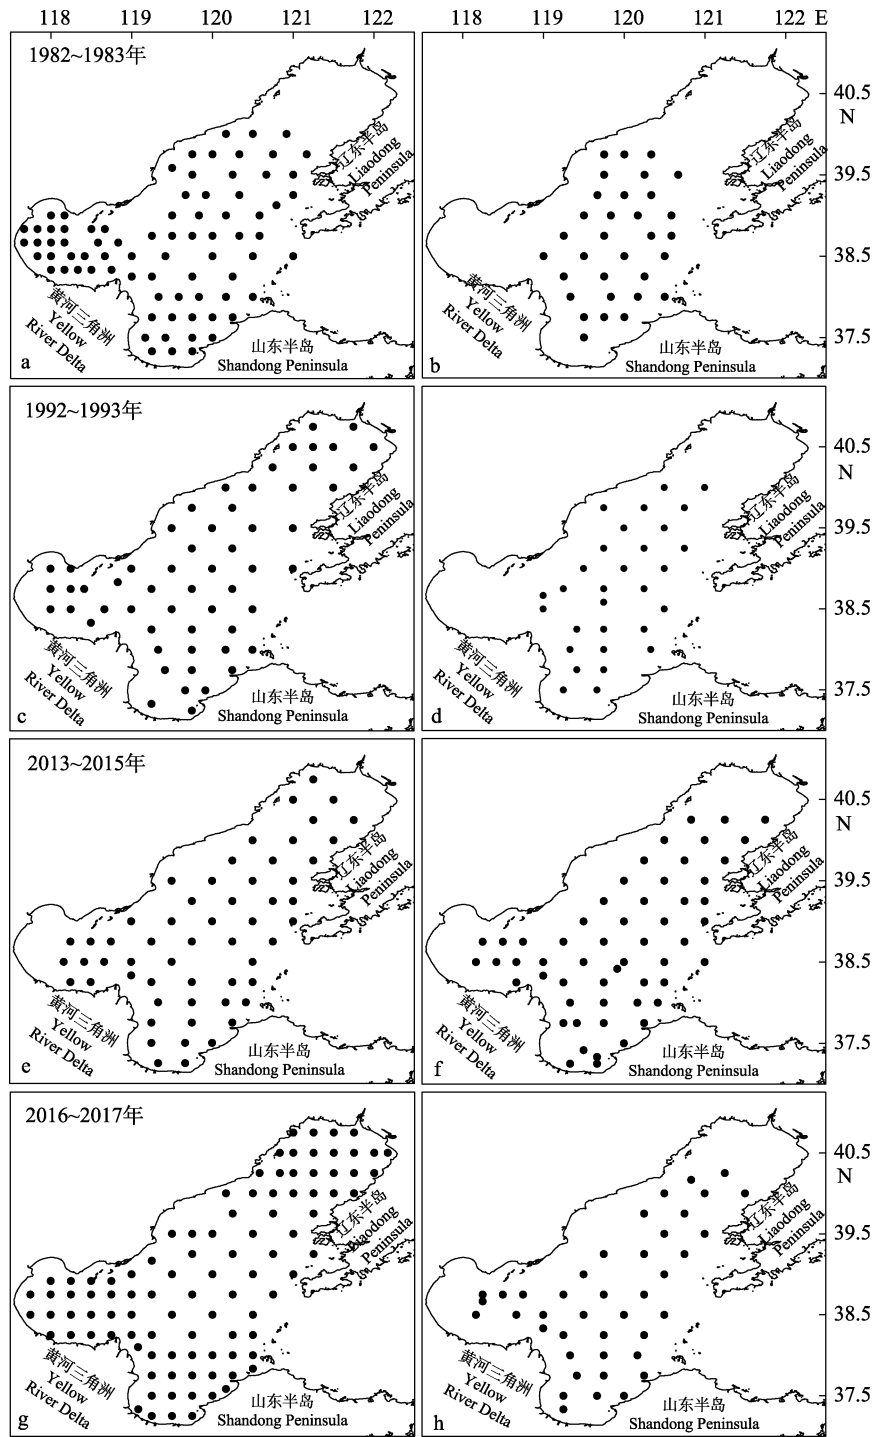 118 119 120 121 122 118 119 120 121 122 E
1982~1983年
40.5
N
39.5
38.5
37.5
辽东半岛
Liaodong
Peninsula
黄河三角洲
Yellow
River Delta
山东半岛
Shandong Peninsula
a
辽东半岛
Liaodong
Peninsula
黄河三角洲
Yellow
River Delta
山东半岛
Shandong Peninsula
b
1992~1993年
40.5
N
39.5
38.5
37.5
辽东半岛
Liaodong
Peninsula
黄河三角洲
Yellow
River Delta
山东半岛
Shandong Peninsula
c
辽东半岛
Liaodong
Peninsula
黄河三角洲
Yellow
River Delta
山东半岛
Shandong Peninsula
d
2013~2015年
40.5
N
39.5
38.5
37.5
辽东半岛
Liaodong
Peninsula
黄河三角洲
Yellow
River Delta
山东半岛
Shandong Peninsula
e
辽东半岛
Liaodong
Peninsula
黄河三角洲
Yellow
River Delta
山东半岛
Shandong Peninsula
f
2016~2017年
40.5
N
39.5
38.5
37.5
辽东半岛
Liaodong
Peninsula
黄河三角洲
Yellow
River Delta
山东半岛
Shandong Peninsula
g
辽东半岛
Liaodong
Peninsula
黄河三角洲
Yellow
River Delta
山东半岛
Shandong Peninsula
h